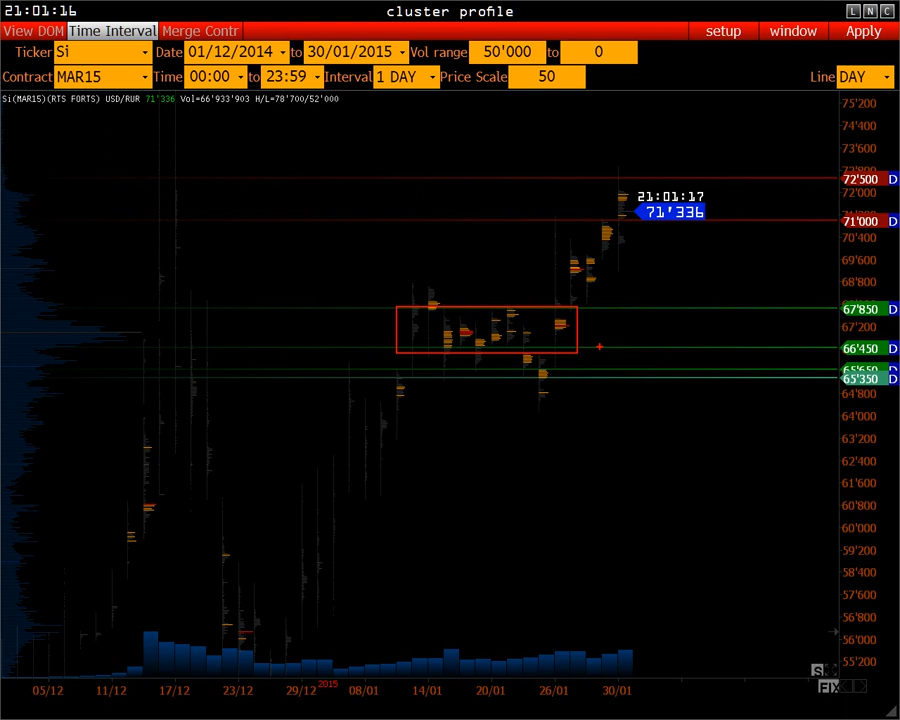 21:01:16 cluster profile L N C
View DOM Time Interval Merge Contr setup window Apply
Ticker Si Date 01/12/2014 to 30/01/2015 Vol range 50'000 to 0
Contract MAR15 Time 00:00 to 23:59 Interval 1 DAY Price Scale 50 Line DAY
Si(MAR15)(RTS FORTS) USD/RUR 71'336 Vol=66'933'903 H/L=78'700/52'000
75'200
74'400
73'600
72'500 D
72'000
21:01:17
71'336
71'000 D
70'400
69'600
68'800
67'850 D
67'200
66'450 D
65'650 D
65'350 D
64'800
64'000
63'200
62'400
61'600
60'800
60'000
59'200
58'400
57'600
56'800
56'000
55'200
S
FIX
05/12 11/12 17/12 23/12 29/12 2015 08/01 14/01 20/01 26/01 30/01